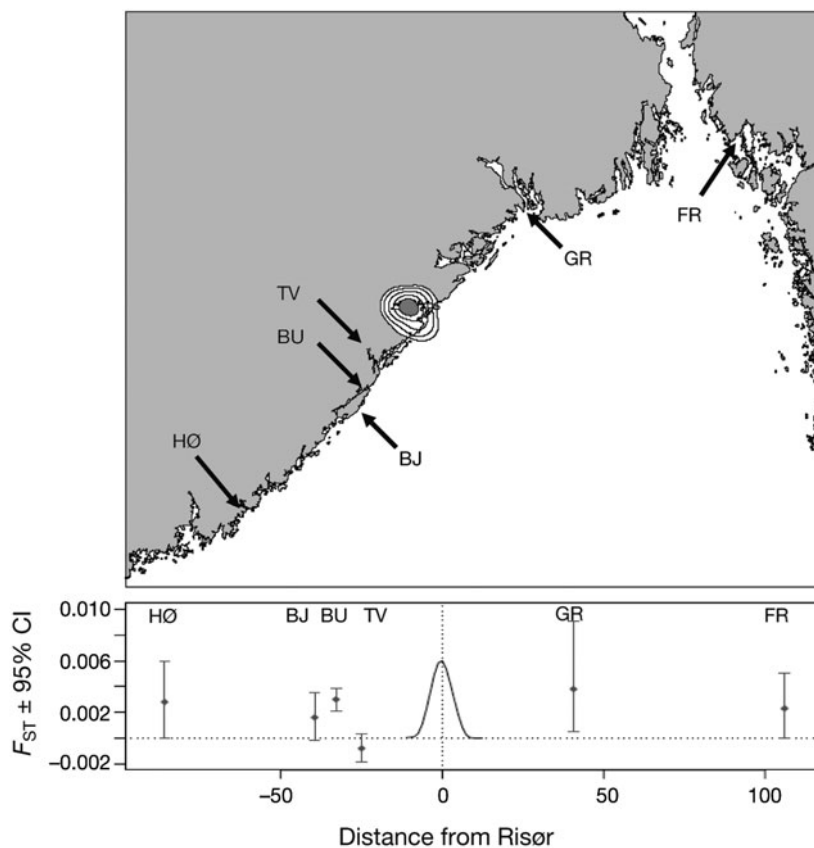 FR
GR
TV
BU
BJ
HØ
HØ BJ BU TV GR FR
0.010
0.006
0.002
−0.002
F_ST ± 95% CI
−50 0 50 100
Distance from Risør